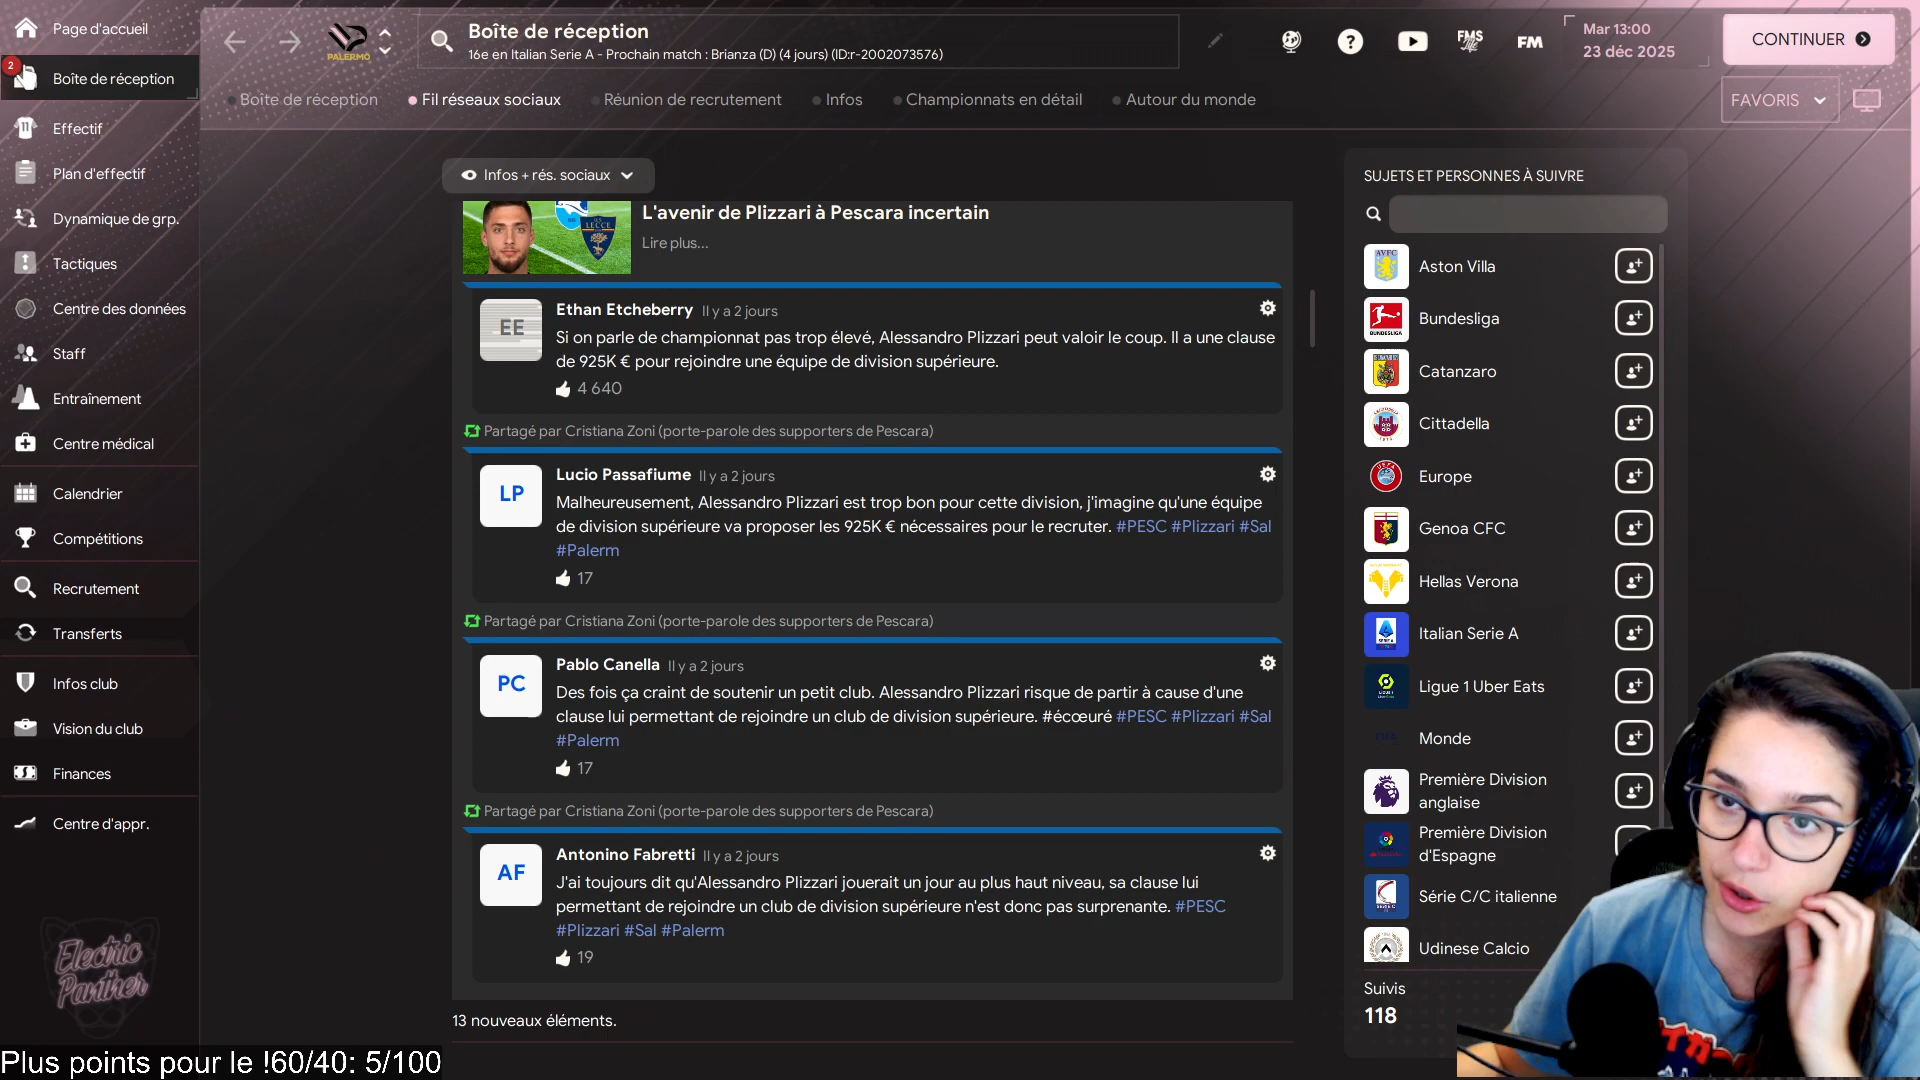 Page d'accueil
2
Boîte de réception
Effectif
Plan d'effectif
Dynamique de grp.
Tactiques
Centre des données
Staff
Entraînement
Centre médical
Calendrier
Compétitions
Recrutement
Transferts
Infos club
Vision du club
Finances
Centre d'appr.
Electric
Panther
PALERMO
Boîte de réception
16e en Italian Serie A - Prochain match : Brianza (D) (4 jours) (ID:r-2002073576)
FM
Mar 13:00
23 déc 2025
CONTINUER
Boîte de réception
Fil réseaux sociaux
Réunion de recrutement
Infos
Championnats en détail
Autour du monde
FAVORIS
Infos + rés. sociaux
LECCE
L'avenir de Plizzari à Pescara incertain
Lire plus...
EE
Ethan Etcheberry Il y a 2 jours
Si on parle de championnat pas trop élevé, Alessandro Plizzari peut valoir le coup. Il a une clause
de 925K € pour rejoindre une équipe de division supérieure.
4 640
Partagé par Cristiana Zoni (porte-parole des supporters de Pescara)
LP
Lucio Passafiume Il y a 2 jours
Malheureusement, Alessandro Plizzari est trop bon pour cette division, j'imagine qu'une équipe
de division supérieure va proposer les 925K € nécessaires pour le recruter. #PESC #Plizzari #Sal
#Palerm
17
Partagé par Cristiana Zoni (porte-parole des supporters de Pescara)
PC
Pablo Canella Il y a 2 jours
Des fois ça craint de soutenir un petit club. Alessandro Plizzari risque de partir à cause d'une
clause lui permettant de rejoindre un club de division supérieure. #écœuré #PESC #Plizzari #Sal
#Palerm
17
Partagé par Cristiana Zoni (porte-parole des supporters de Pescara)
AF
Antonino Fabretti Il y a 2 jours
J'ai toujours dit qu'Alessandro Plizzari jouerait un jour au plus haut niveau, sa clause lui
permettant de rejoindre un club de division supérieure n'est donc pas surprenante. #PESC
#Plizzari #Sal #Palerm
19
13 nouveaux éléments.
SUJETS ET PERSONNES À SUIVRE
AVFC
Aston Villa
BUNDESLIGA
Bundesliga
Catanzaro
Cittadella
Europe
Genoa CFC
Hellas Verona
Italian Serie A
Ligue 1 Uber Eats
Monde
Première Division
anglaise
Première Division
d'Espagne
Série C/C italienne
Udinese Calcio
Suivis
118
Plus points pour le !60/40: 5/100